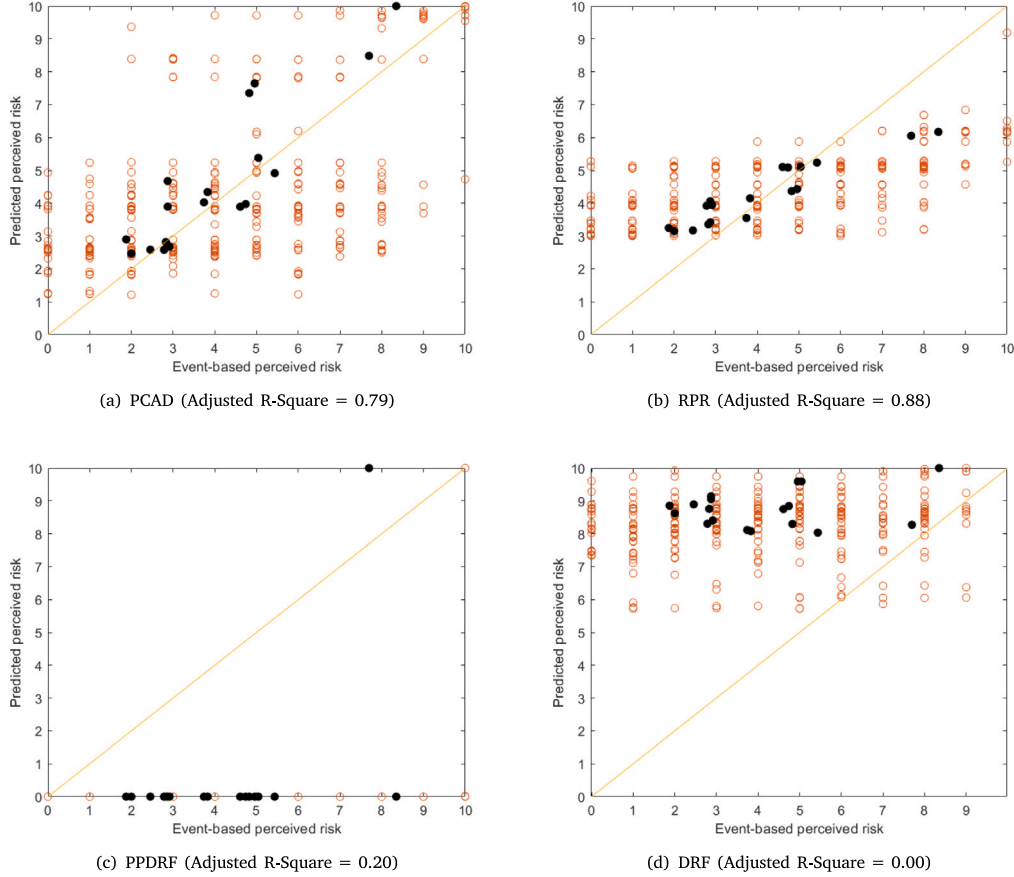 10
9
8
7
6
5
4
3
2
1
0
Predicted perceived risk
0 1 2 3 4 5 6 7 8 9 10
Event-based perceived risk
(a) PCAD (Adjusted R-Square = 0.79)
10
9
8
7
6
5
4
3
2
1
0
Predicted perceived risk
0 1 2 3 4 5 6 7 8 9 10
Event-based perceived risk
(b) RPR (Adjusted R-Square = 0.88)
10
9
8
7
6
5
4
3
2
1
0
Predicted perceived risk
0 1 2 3 4 5 6 7 8 9 10
Event-based perceived risk
(c) PPDRF (Adjusted R-Square = 0.20)
10
9
8
7
6
5
4
3
2
1
0
Predicted perceived risk
0 1 2 3 4 5 6 7 8 9 10
Event-based perceived risk
(d) DRF (Adjusted R-Square = 0.00)